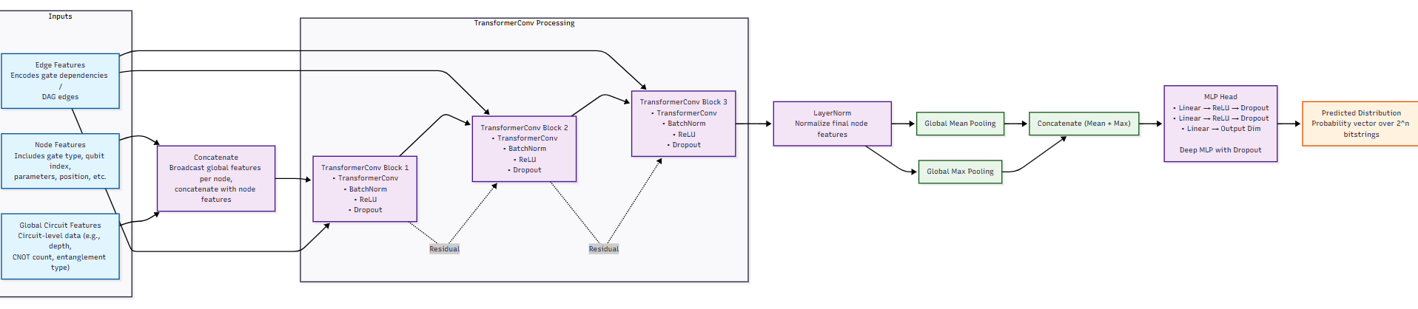 Inputs
Edge Features
Encodes gate dependencies
/
DAG edges
Node Features
Includes gate type, qubit
index,
parameters, position, etc.
Global Circuit Features
Circuit-level data (e.g.,
depth,
CNOT count, entanglement
type)
Concatenate
Broadcast global features
per node,
concatenate with node
features
TransformerConv Processing
TransformerConv Block 1
• TransformerConv
• BatchNorm
• ReLU
• Dropout
Residual
TransformerConv Block 2
• TransformerConv
• BatchNorm
• ReLU
• Dropout
Residual
TransformerConv Block 3
• TransformerConv
• BatchNorm
• ReLU
• Dropout
LayerNorm
Normalize final node
features
Global Mean Pooling
Global Max Pooling
Concatenate (Mean + Max)
MLP Head
• Linear → ReLU → Dropout
• Linear → ReLU → Dropout
• Linear → Output Dim
Deep MLP with Dropout
Predicted Distribution
Probability vector over 2^n
bitstrings